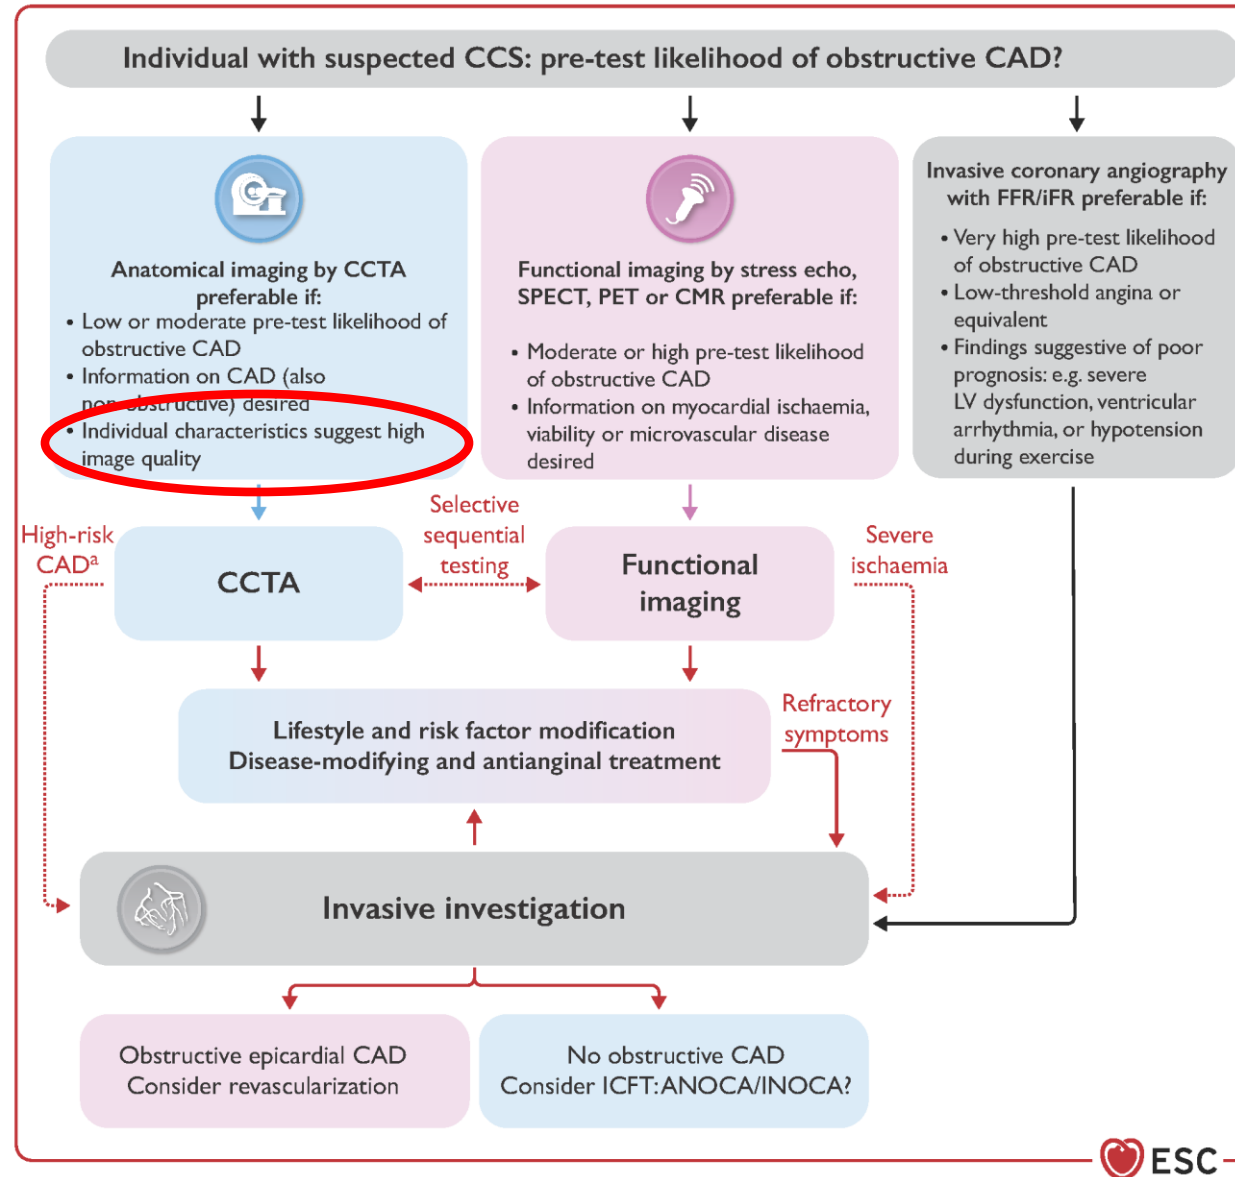 Individual with suspected CCS: pre-test likelihood of obstructive CAD?
Anatomical imaging by CCTA
preferable if:
• Low or moderate pre-test likelihood of
obstructive CAD
• Information on CAD (also
non-obstructive) desired
• Individual characteristics suggest high
image quality
Functional imaging by stress echo,
SPECT, PET or CMR preferable if:
• Moderate or high pre-test likelihood
of obstructive CAD
• Information on myocardial ischaemia,
viability or microvascular disease
desired
Invasive coronary angiography
with FFR/iFR preferable if:
• Very high pre-test likelihood
of obstructive CAD
• Low-threshold angina or
equivalent
• Findings suggestive of poor
prognosis: e.g. severe
LV dysfunction, ventricular
arrhythmia, or hypotension
during exercise
High-risk
CADᵃ
CCTA
Selective
sequential
testing
Functional
imaging
Severe
ischaemia
Lifestyle and risk factor modification
Disease-modifying and antianginal treatment
Refractory
symptoms
Invasive investigation
Obstructive epicardial CAD
Consider revascularization
No obstructive CAD
Consider ICFT: ANOCA/INOCA?
ESC